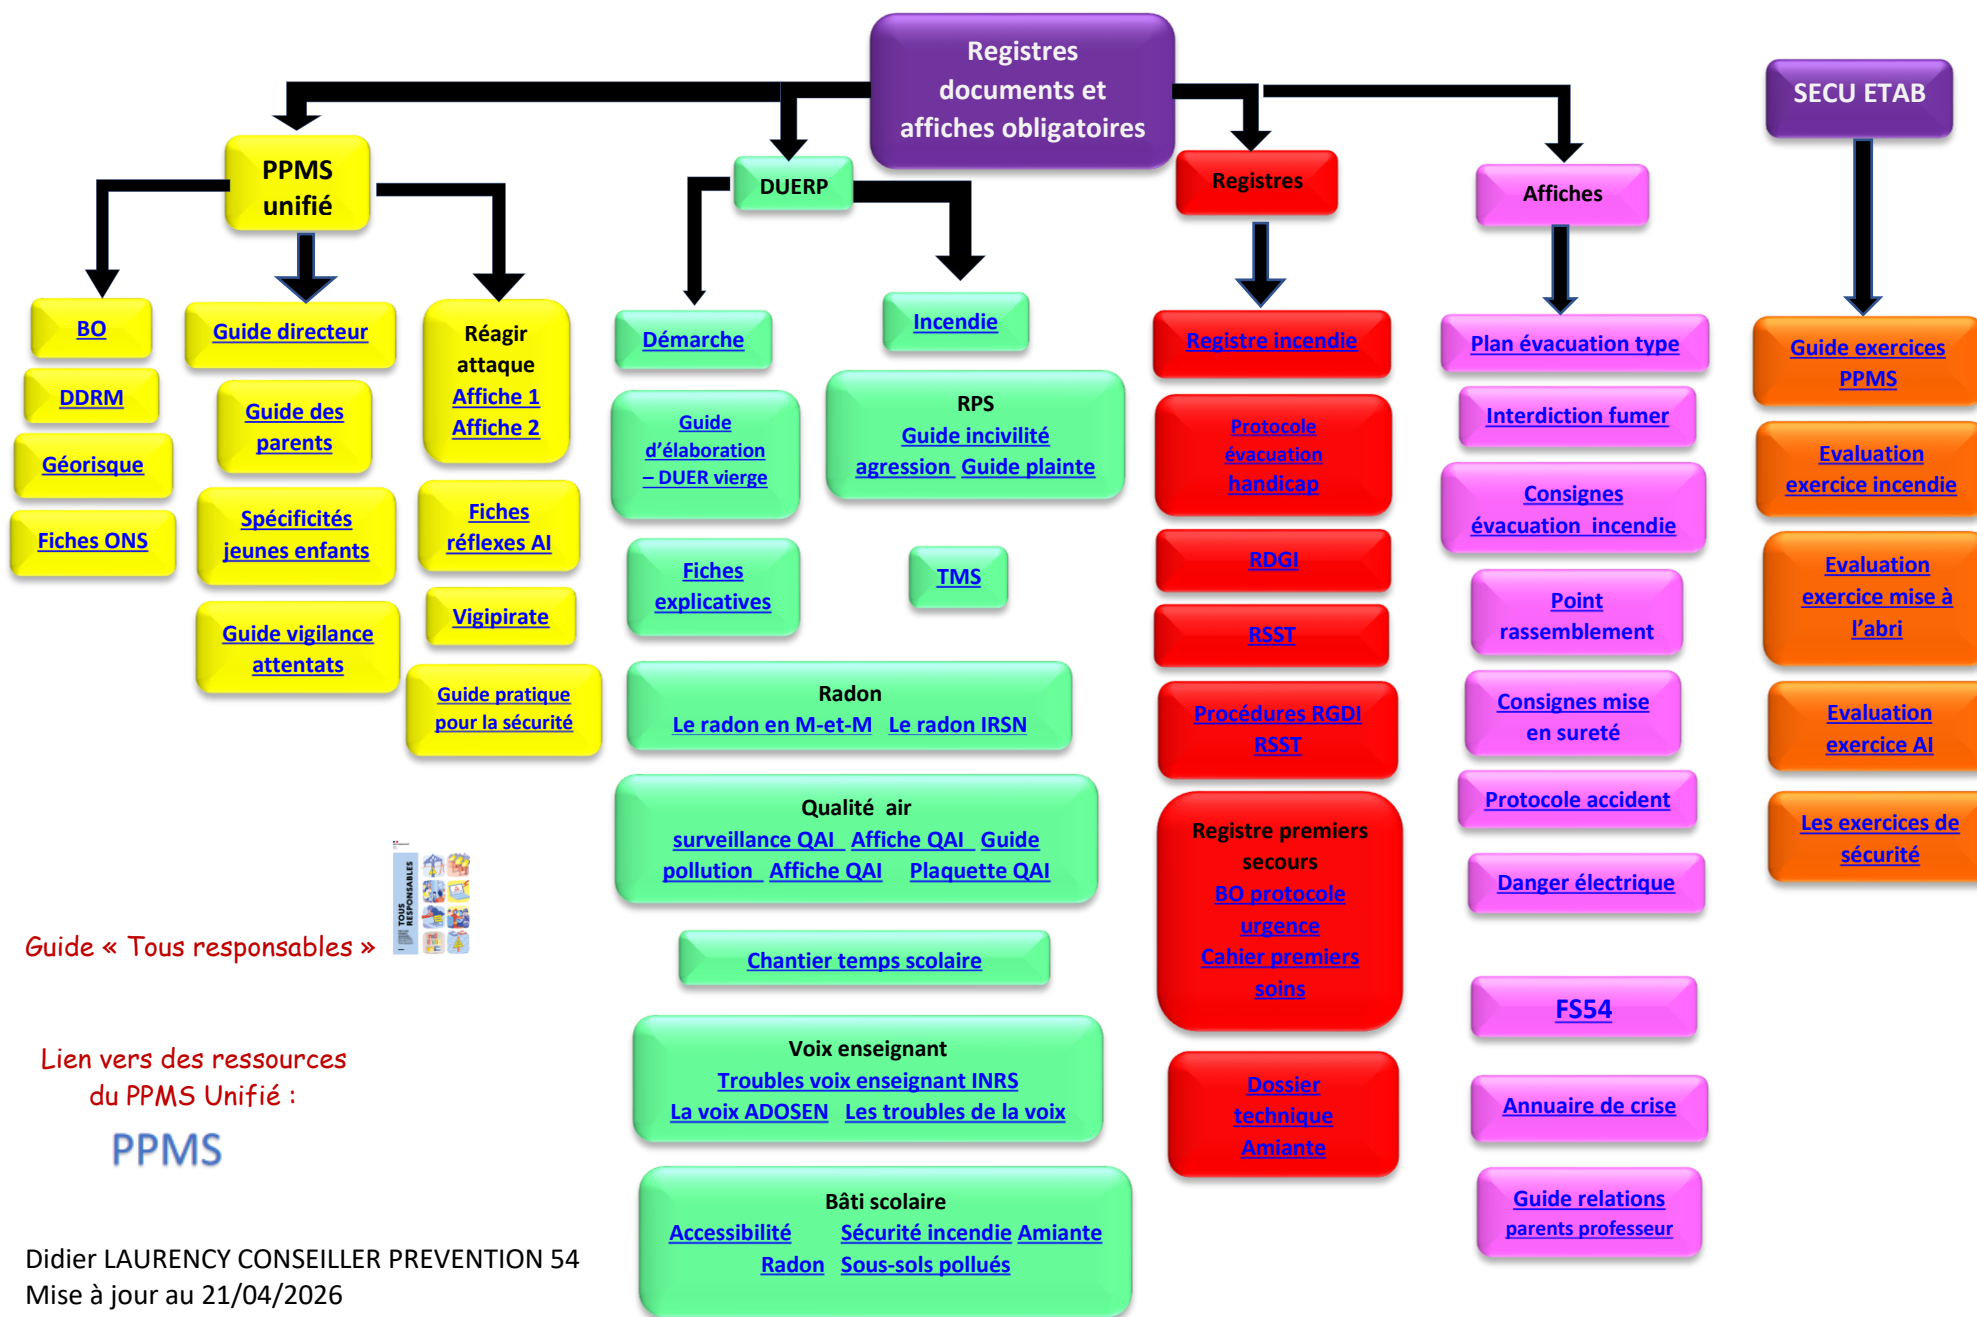 Registres
documents et
affiches obligatoires
SECU ETAB
PPMS
unifié
DUERP
Registres
Affiches
BO
DDRM
Géorisque
Fiches ONS
Guide directeur
Guide des
parents
Spécificités
jeunes enfants
Guide vigilance
attentats
Réagir
attaque
Affiche 1
Affiche 2
Fiches
réflexes AI
Vigipirate
Guide pratique
pour la sécurité
Démarche
Guide
d’élaboration
– DUER vierge
Fiches
explicatives
Incendie
RPS
Guide incivilité
agression Guide plainte
TMS
Radon
Le radon en M-et-M Le radon IRSN
Qualité air
surveillance QAI Affiche QAI Guide
pollution Affiche QAI Plaquette QAI
Chantier temps scolaire
Voix enseignant
Troubles voix enseignant INRS
La voix ADOSEN Les troubles de la voix
Bâti scolaire
Accessibilité Sécurité incendie Amiante
Radon Sous-sols pollués
Registre incendie
Protocole
évacuation
handicap
RDGI
RSST
Procédures RGDI
RSST
Registre premiers
secours
BO protocole
urgence
Cahier premiers
soins
Dossier
technique
Amiante
Plan évacuation type
Interdiction fumer
Consignes
évacuation incendie
Point
rassemblement
Consignes mise
en sureté
Protocole accident
Danger électrique
FS54
Annuaire de crise
Guide relations
parents professeur
Guide exercices
PPMS
Evaluation
exercice incendie
Evaluation
exercice mise à
l’abri
Evaluation
exercice AI
Les exercices de
sécurité
TOUS
RESPONSABLES
Guide « Tous responsables »
Lien vers des ressources
du PPMS Unifié :
PPMS
Didier LAURENCY CONSEILLER PREVENTION 54
Mise à jour au 21/04/2026